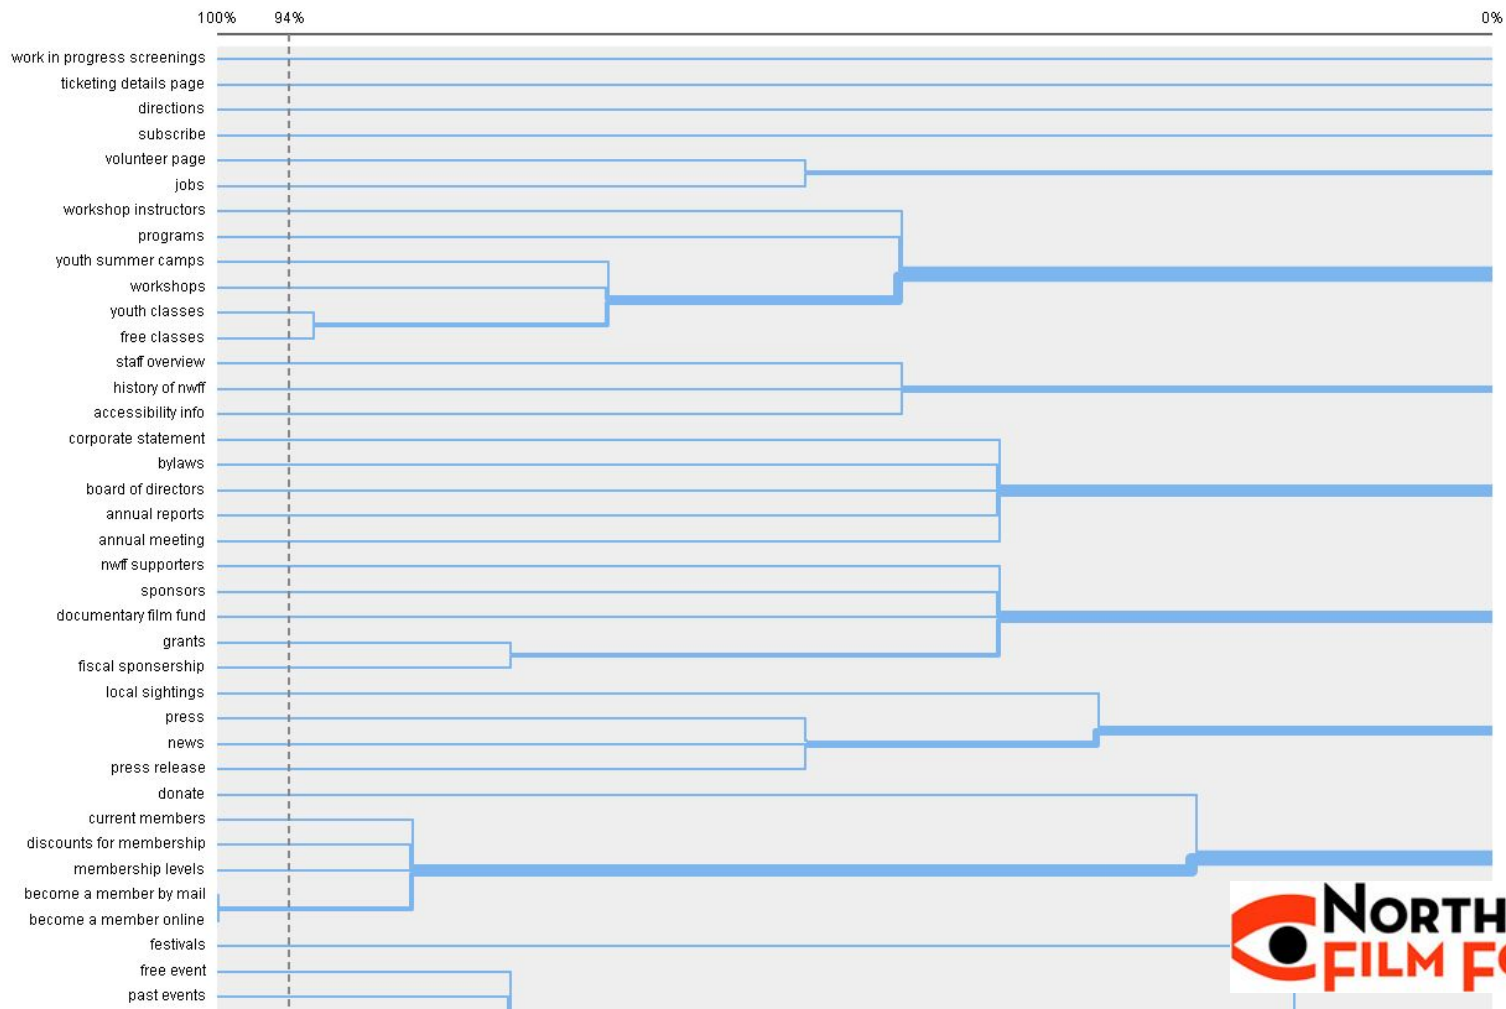 100% 94% 0%
work in progress screenings
ticketing details page
directions
subscribe
volunteer page
jobs
workshop instructors
programs
youth summer camps
workshops
youth classes
free classes
staff overview
history of nwff
accessibility info
corporate statement
bylaws
board of directors
annual reports
annual meeting
nwff supporters
sponsors
documentary film fund
grants
fiscal sponsership
local sightings
press
news
press release
donate
current members
discounts for membership
membership levels
become a member by mail
become a member online
festivals
free event
past events
NORTH
FILM FO